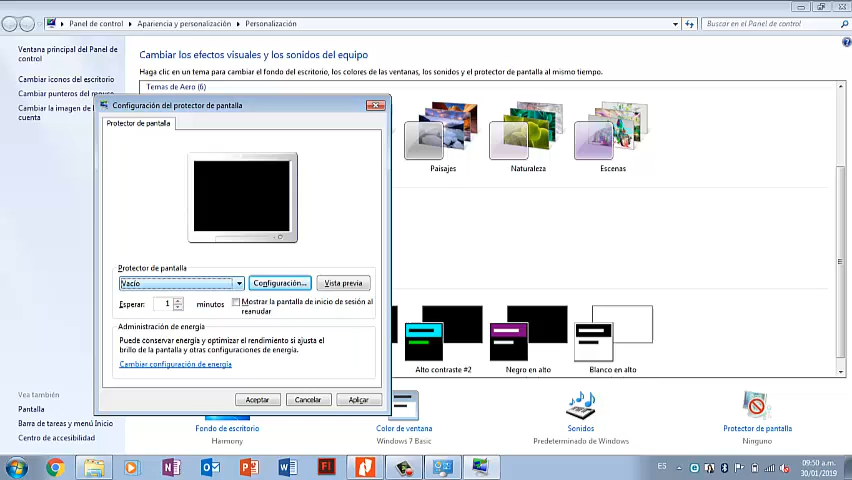 Panel de control
Apariencia y personalización
Personalización
Buscar en el Panel de control
Ventana principal del Panel de
control
Cambiar iconos del escritorio
Cambiar punteros del
Cambiar la imagen de
cuenta
Cambiar los efectos visuales y los sonidos del equipo
Haga clic en un tema para cambiar el fondo del escritorio, los colores de las ventanas, los sonidos y el protector de pantalla al mismo tiempo.
Temas de Aero (6)
Paisajes
Naturaleza
Escenas
Configuración del protector de pantalla
Protector de pantalla
Protector de pantalla
Vacío
Configuración...
Vista previa
Esperar:
1
minutos
Mostrar la pantalla de inicio de sesión al
reanudar
Administración de energía
Puede conservar energía y optimizar el rendimiento si ajusta el
brillo de la pantalla y otras configuraciones de energía.
Cambiar configuración de energía
Aceptar
Cancelar
Aplicar
Alto contraste #2
Negro en alto
Blanco en alto
Vea también
Pantalla
Barra de tareas y menú Inicio
Centro de accesibilidad
Fondo de escritorio
Harmony
Color de ventana
Windows 7 Basic
Sonidos
Predeterminado de Windows
Protector de pantalla
Ninguno
ES
09:50 a.m.
30/01/2019